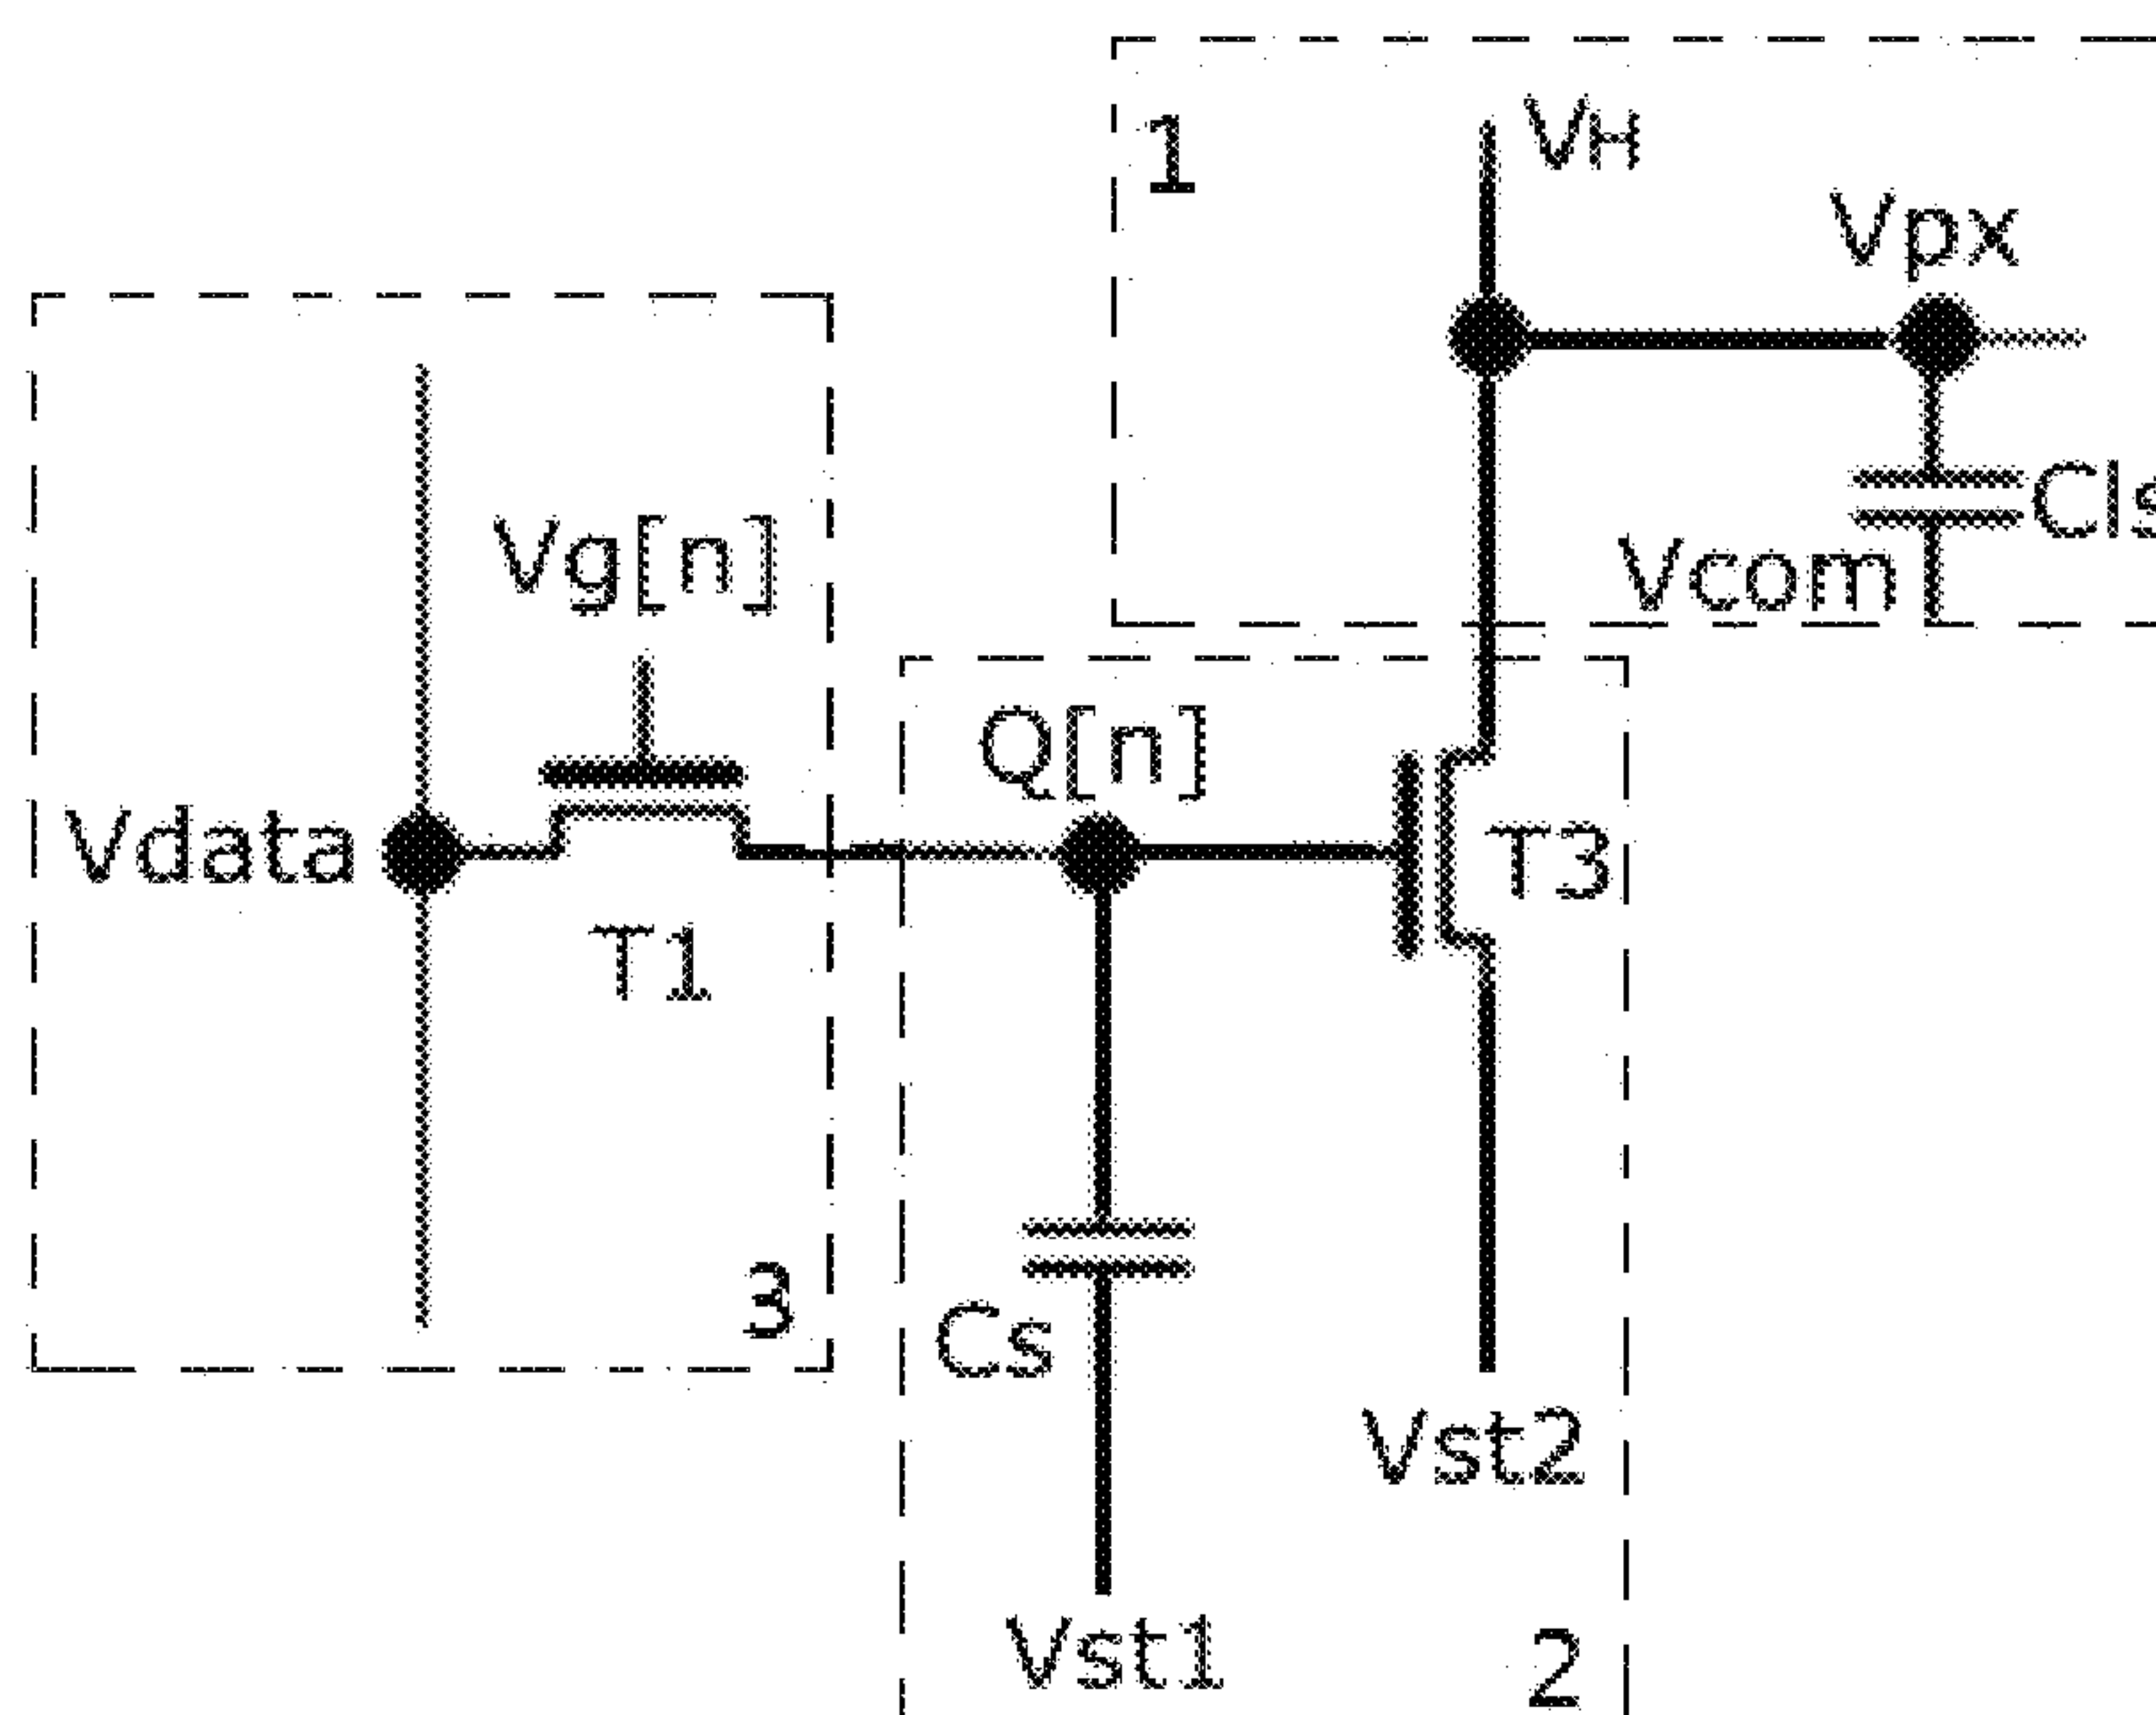 1
VH
Vpx
Vg[n]
Vcom
Q[n]
Vdata
T3
T1
3
Cs
Vst2
Vst1
2